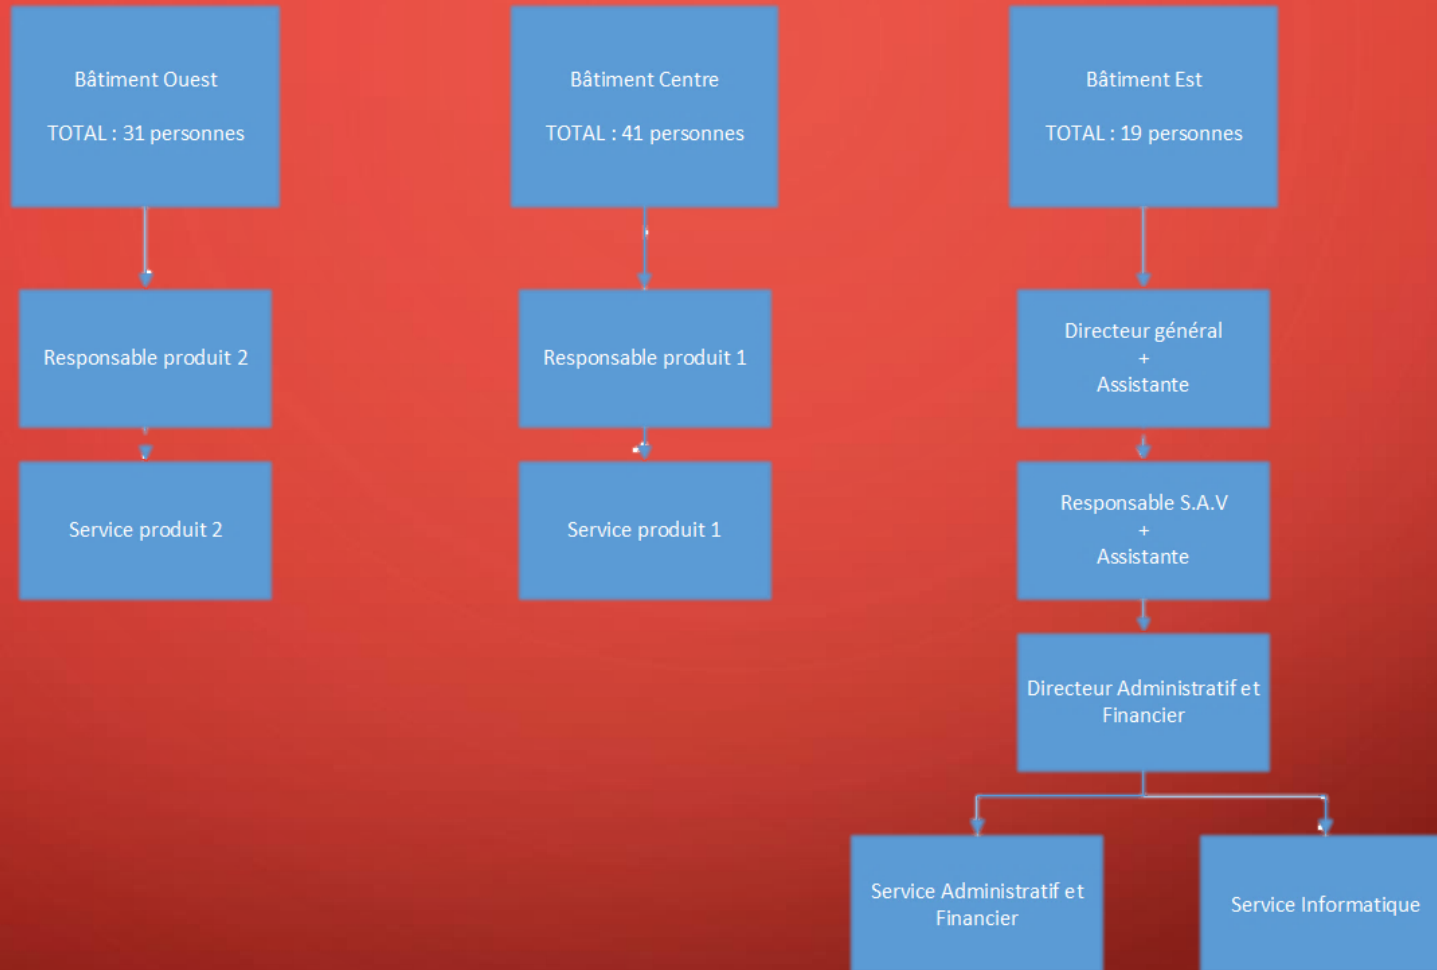 Bâtiment Ouest
TOTAL : 31 personnes
Bâtiment Centre
TOTAL : 41 personnes
Bâtiment Est
TOTAL : 19 personnes
Responsable produit 2
Responsable produit 1
Directeur général
+
Assistante
Service produit 2
Service produit 1
Responsable S.A.V
+
Assistante
Directeur Administratif et
Financier
Service Administratif et
Financier
Service Informatique